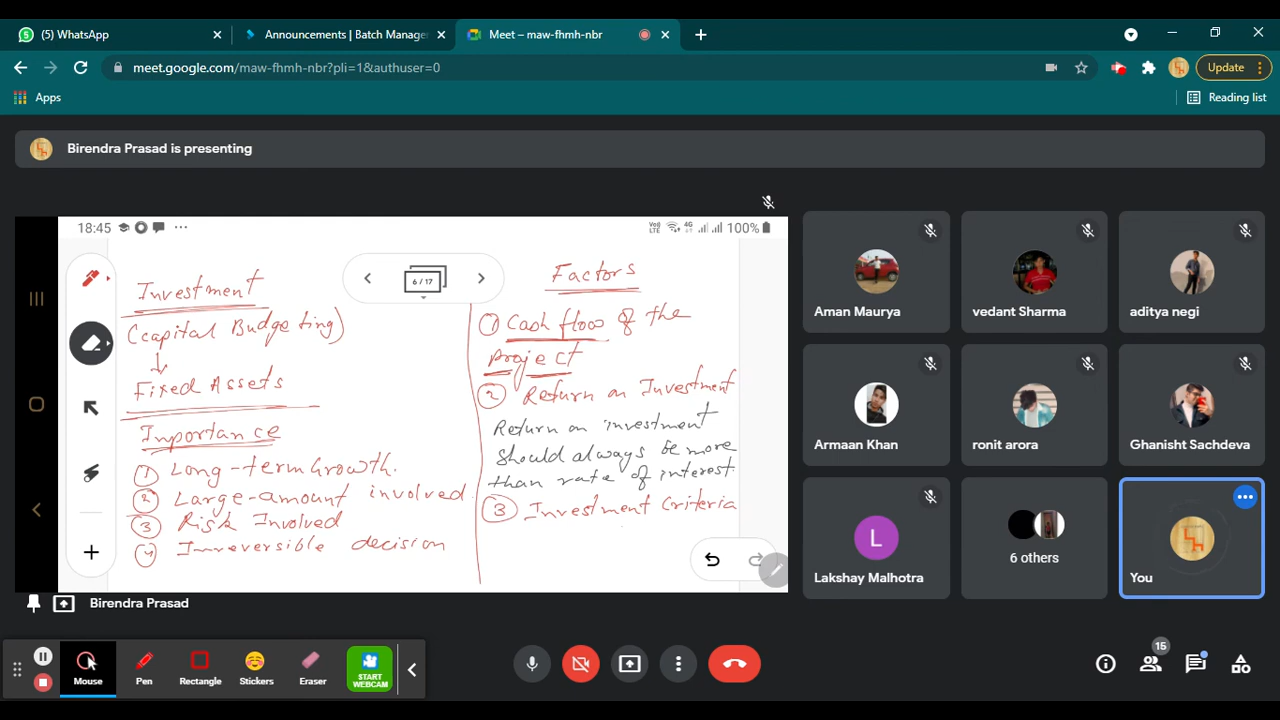 (5) WhatsApp
Announcements | Batch Manager
Meet – maw-fhmh-nbr
meet.google.com/maw-fhmh-nbr?pli=1&authuser=0
Update
Apps
Reading list
Birendra Prasad is presenting
18:45
VoLTE 4G 100%
6 / 17
Investment
(capital Budgeting)
↓
Fixed Assets
Inportance
1 Long-term Growth.
2 Large-amount involved
3 Risk Involved
4 Irreversible decision
Factors
1 Cash flow of the
Project
2 Return on Investment
Return on investment
should always be more
than rate of interest.
3 Investment Criteria
Birendra Prasad
Aman Maurya
vedant Sharma
aditya negi
Armaan Khan
ronit arora
Ghanisht Sachdeva
L
Lakshay Malhotra
6 others
You
Mouse
Pen
Rectangle
Stickers
Eraser
START
WEBCAM
15